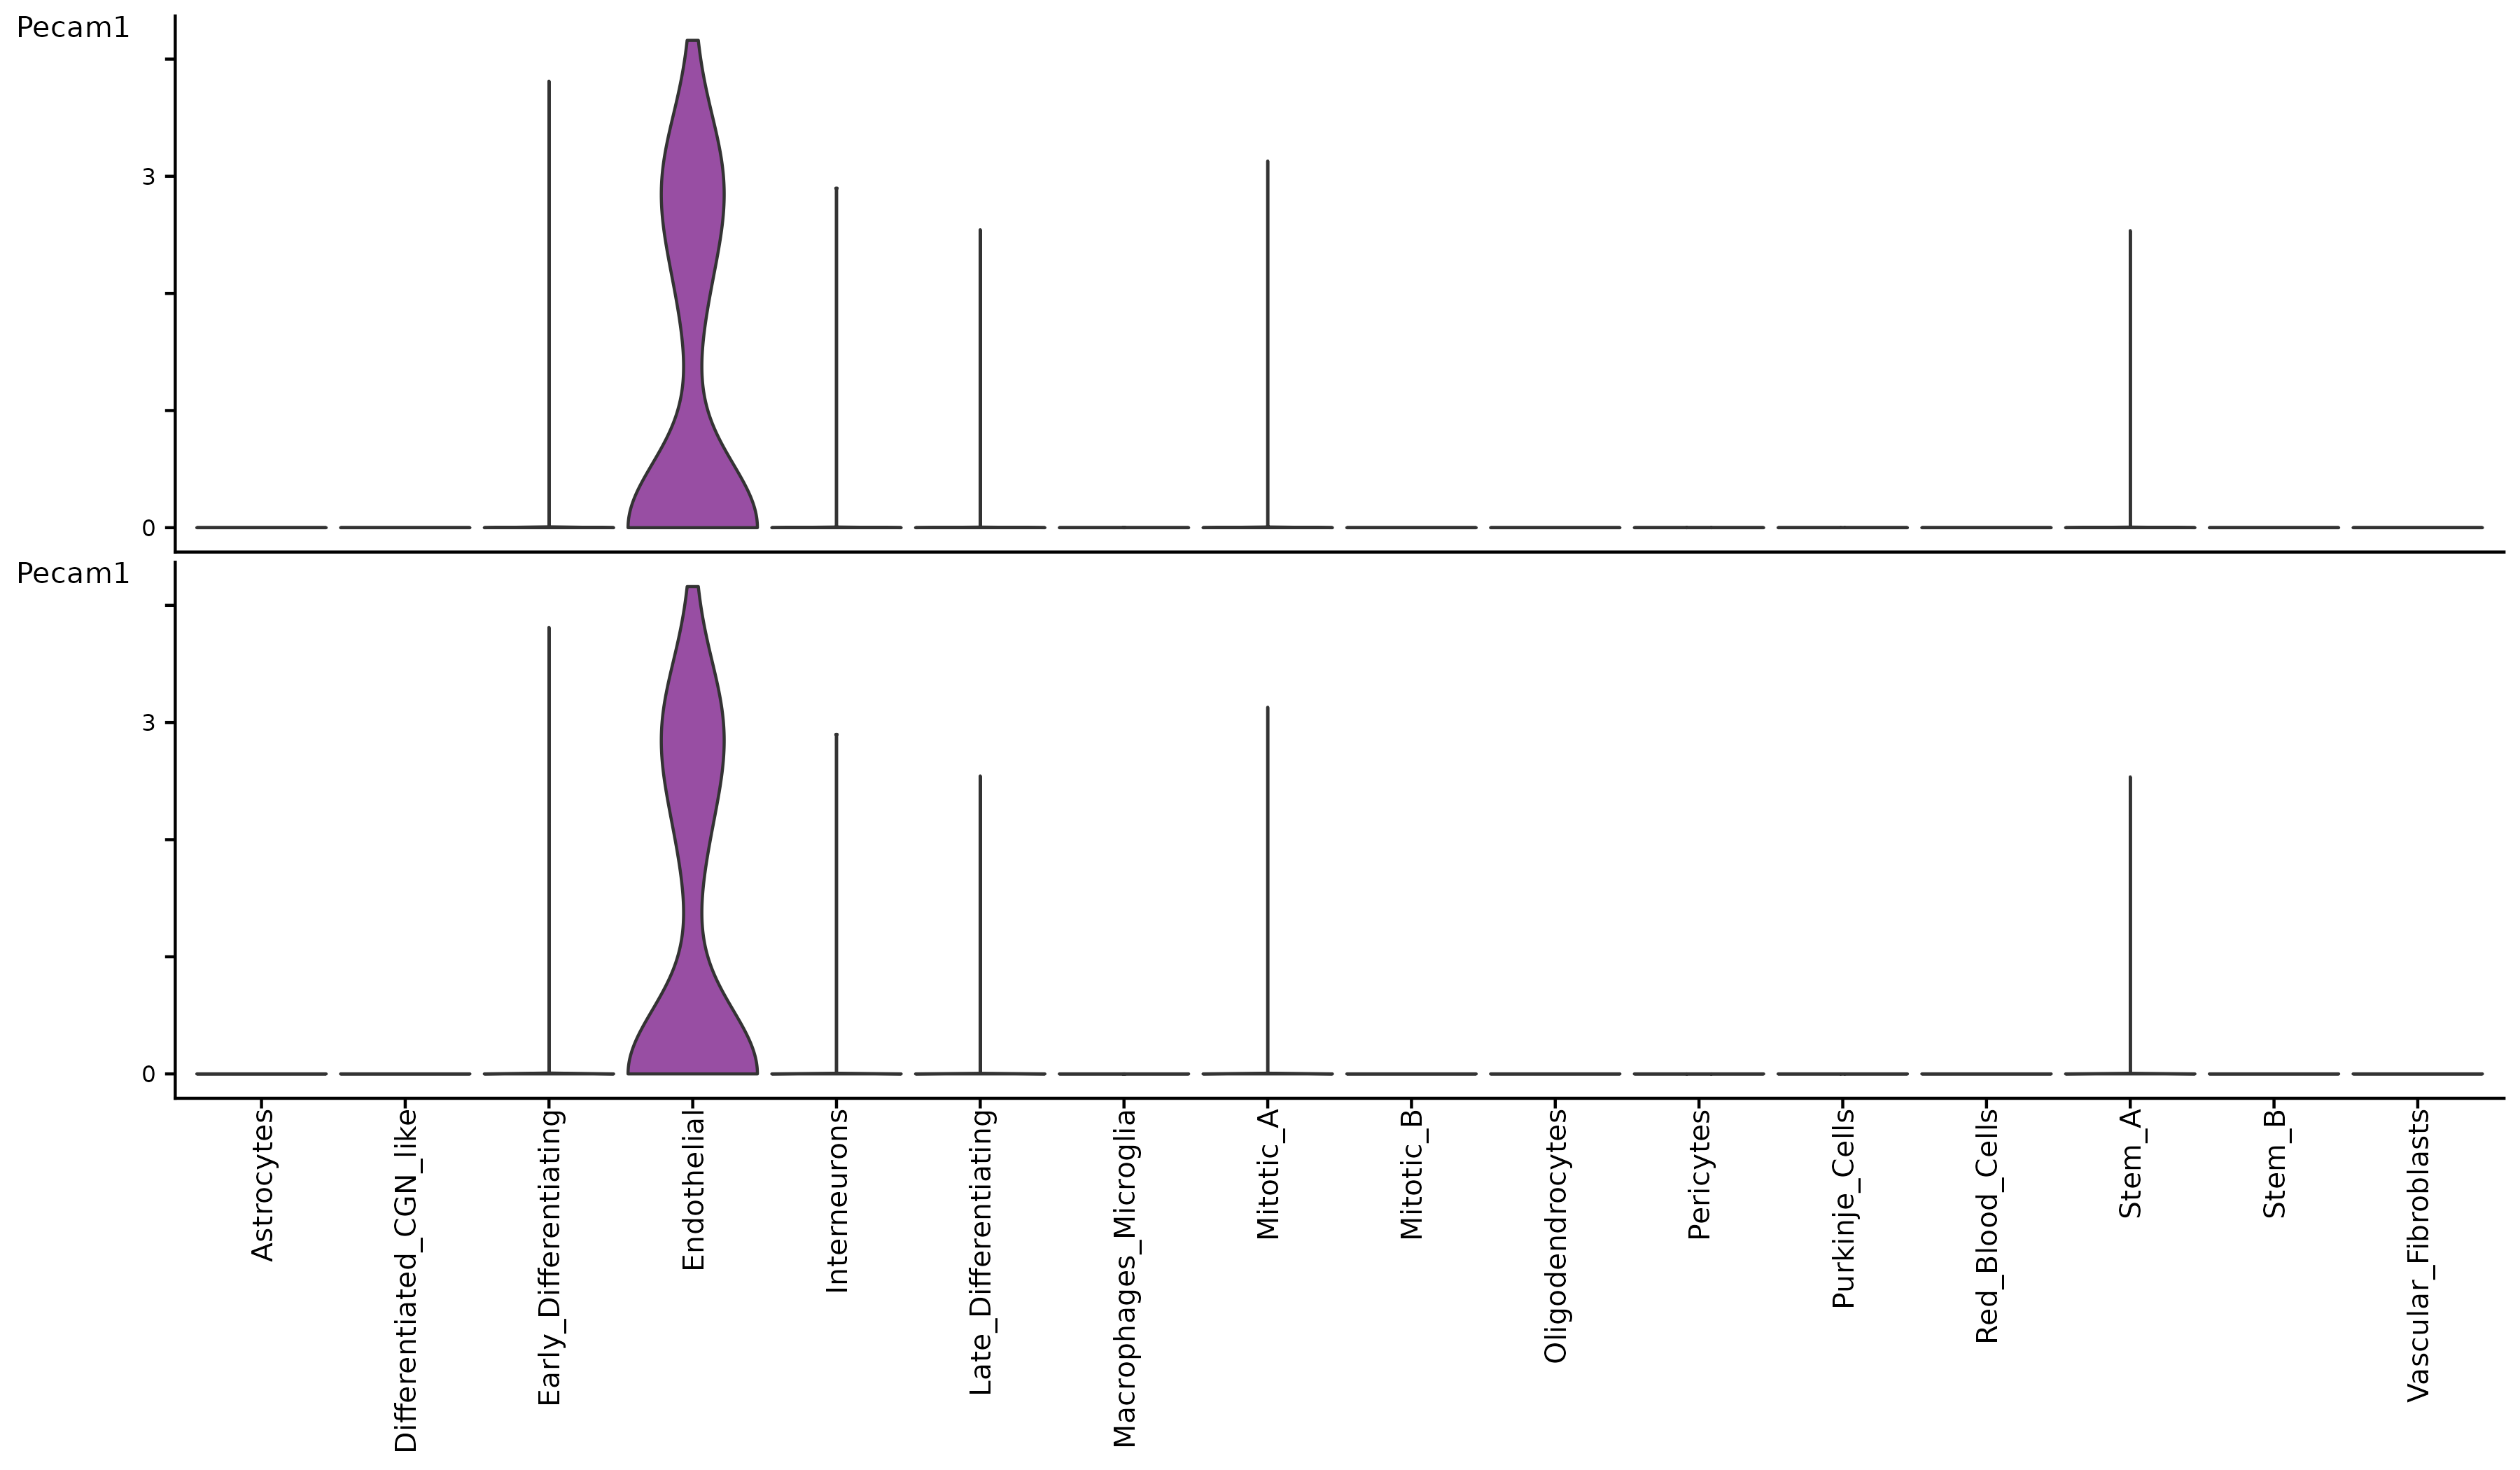 Pecam1
3
0
Pecam1
3
0
Astrocytes
Differentiated_CGN_like
Early_Differentiating
Endothelial
Interneurons
Late_Differentiating
Macrophages_Microglia
Mitotic_A
Mitotic_B
Oligodendrocytes
Pericytes
Purkinje_Cells
Red_Blood_Cells
Stem_A
Stem_B
Vascular_Fibroblasts